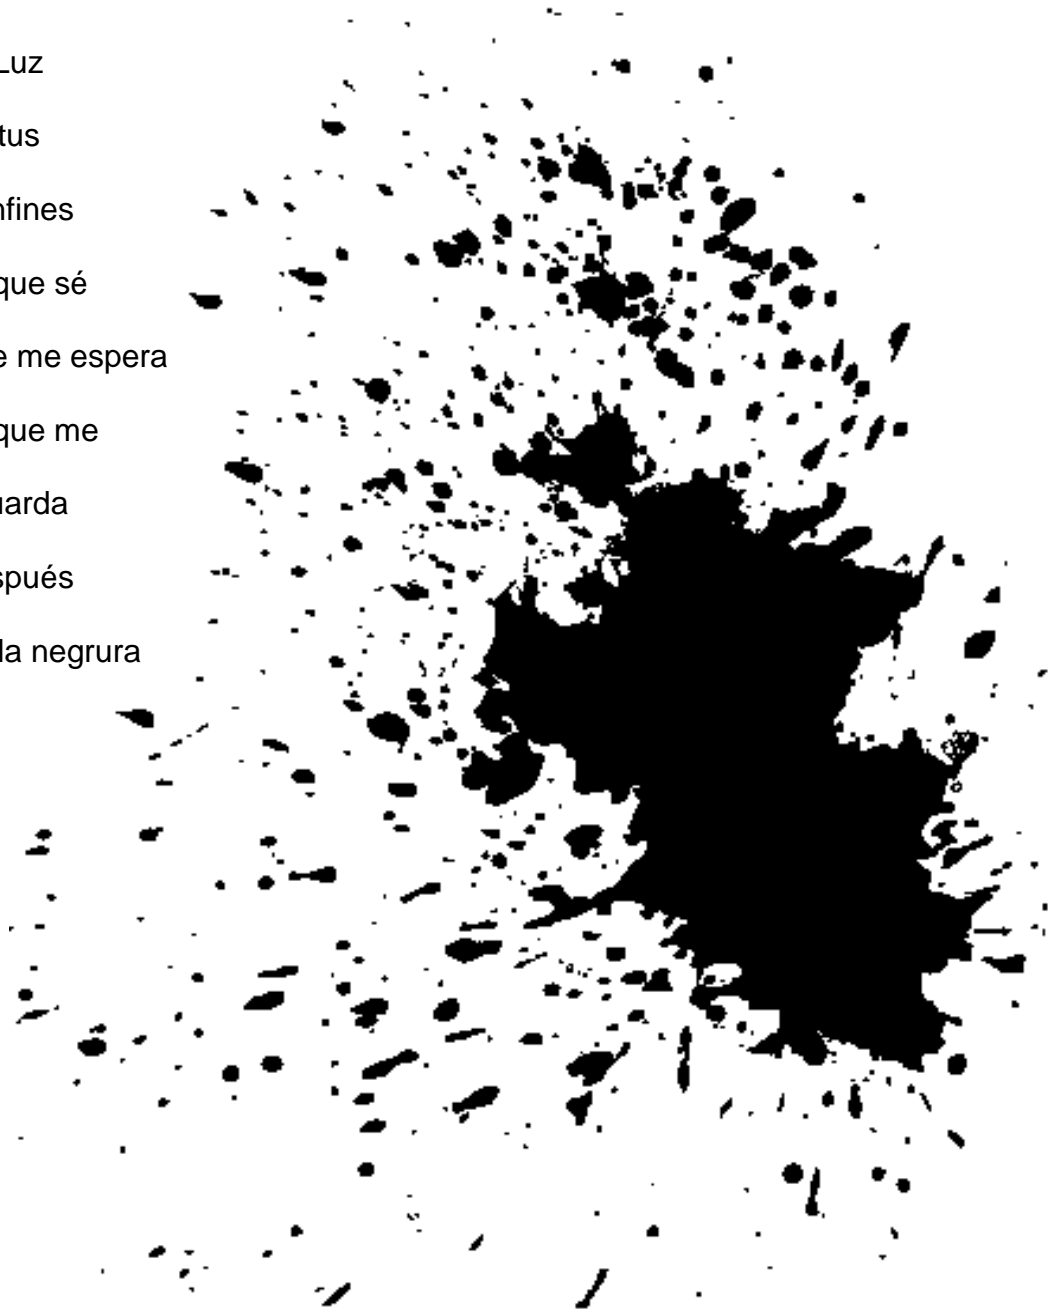 Luz
tus
nfines
que sé
e me espera
que me
uarda
spués
la negrura